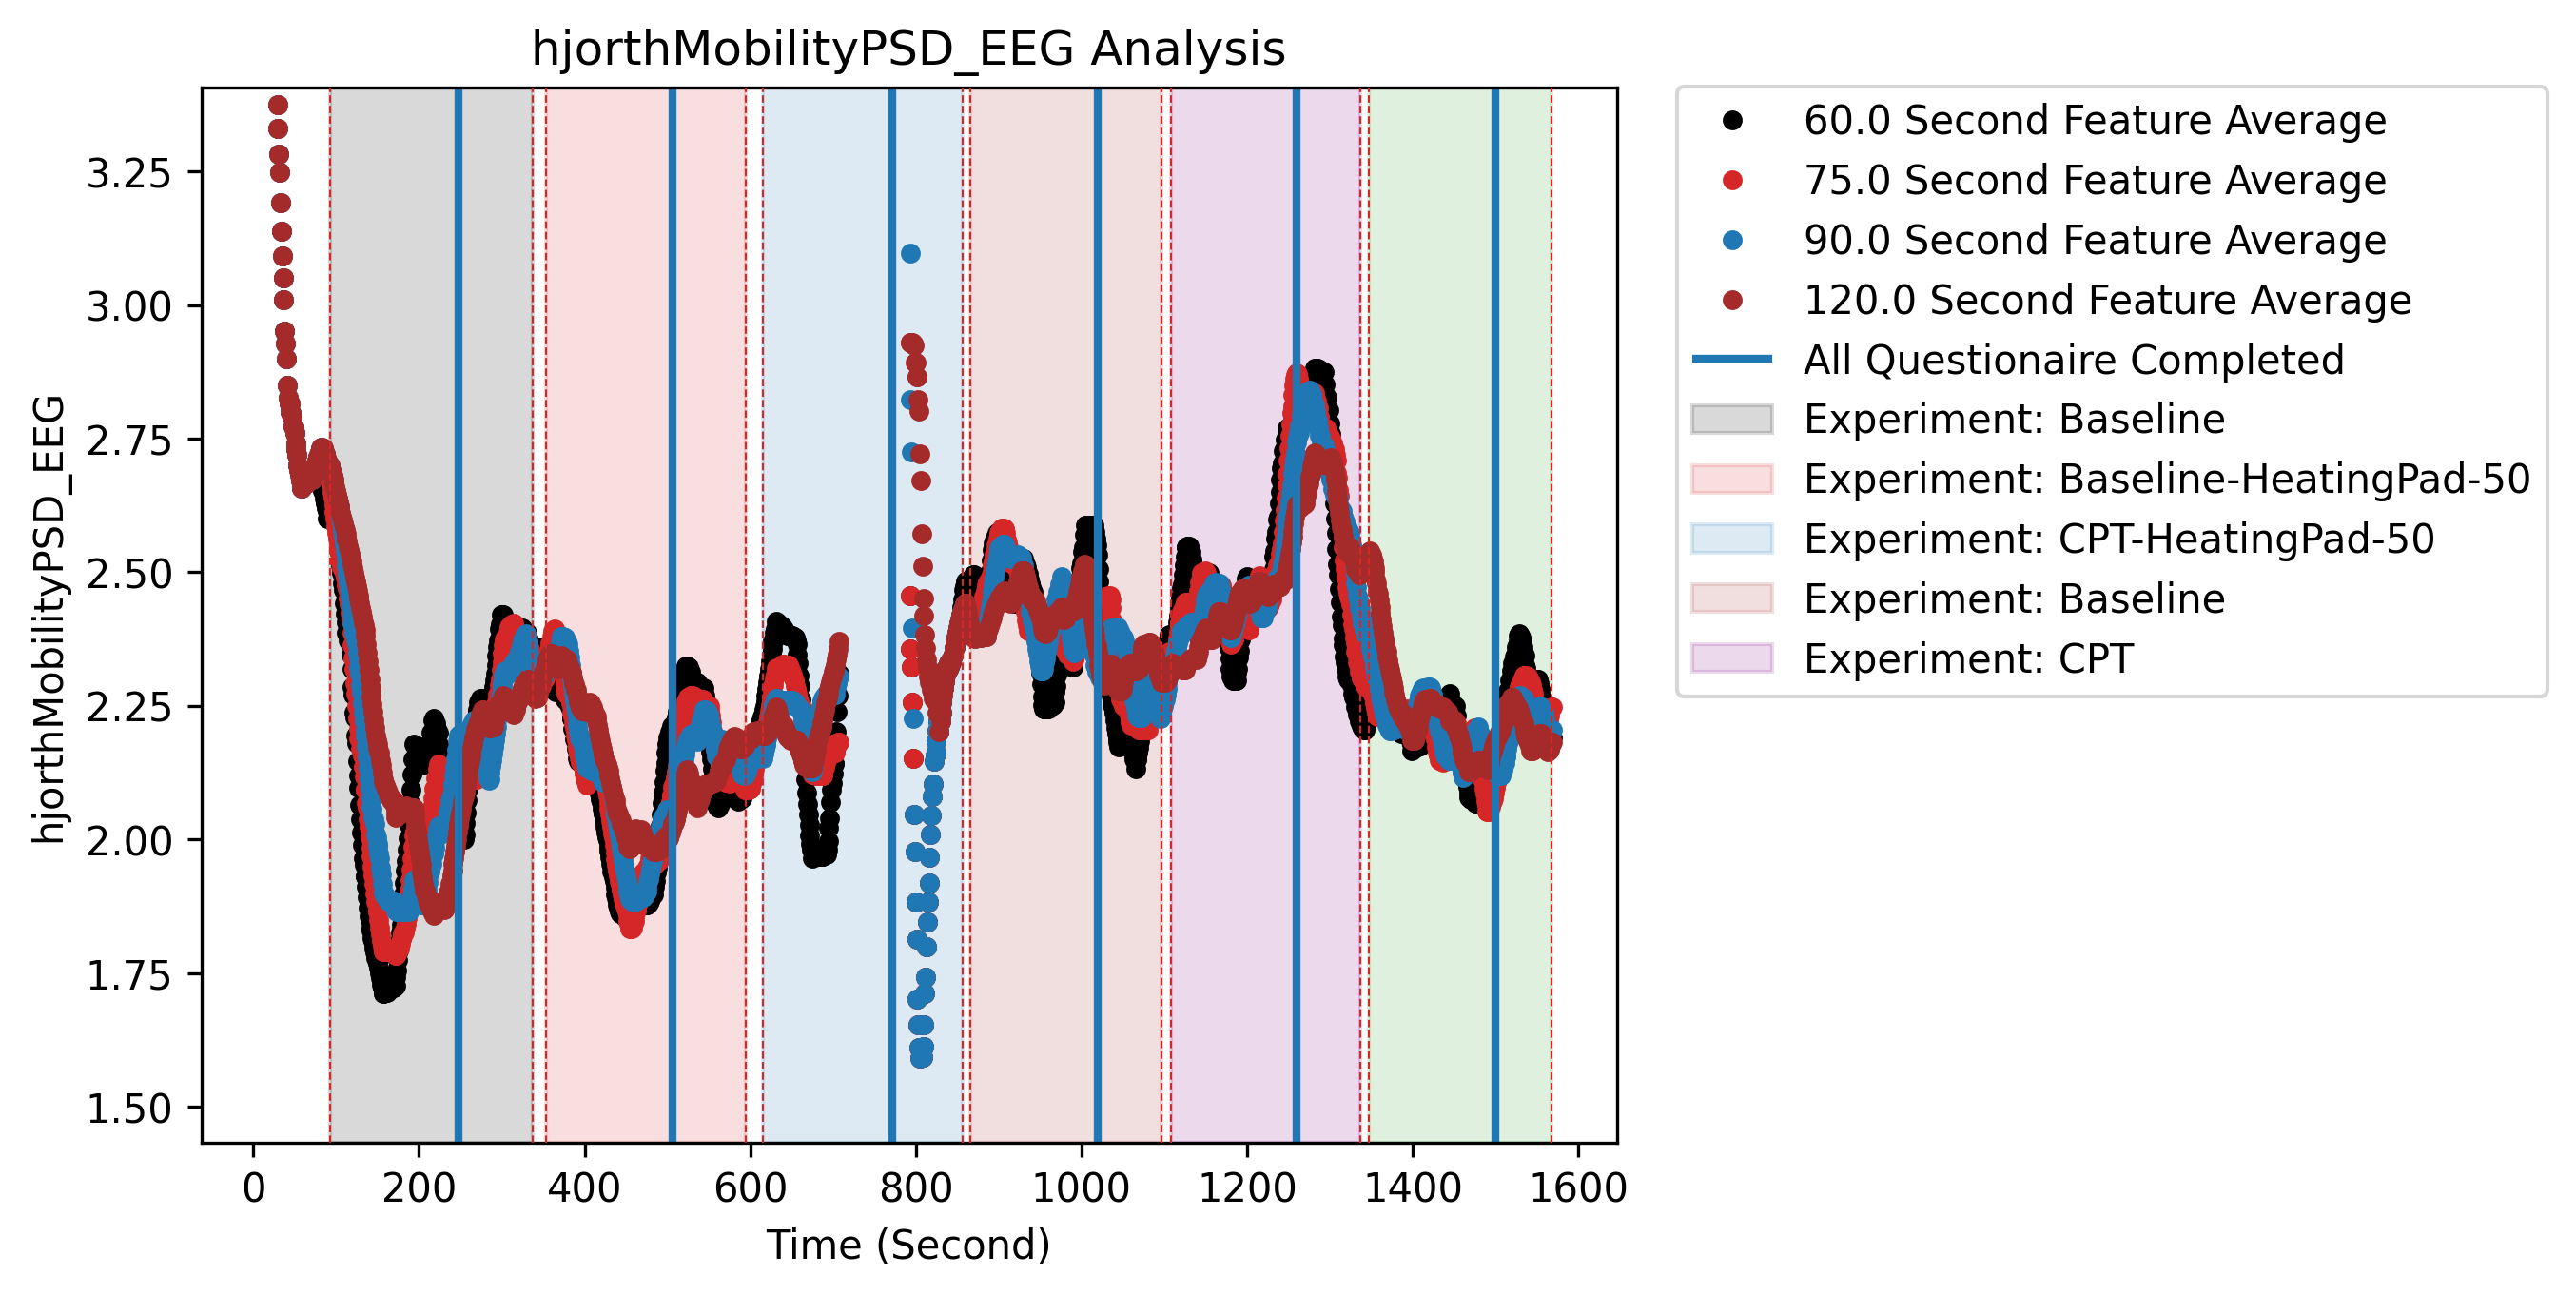 hjorthMobilityPSD_EEG Analysis
hjorthMobilityPSD_EEG
3.25
3.00
2.75
2.50
2.25
2.00
1.75
1.50
0 200 400 600 800 1000 1200 1400 1600
Time (Second)
60.0 Second Feature Average
75.0 Second Feature Average
90.0 Second Feature Average
120.0 Second Feature Average
All Questionaire Completed
Experiment: Baseline
Experiment: Baseline-HeatingPad-50
Experiment: CPT-HeatingPad-50
Experiment: Baseline
Experiment: CPT